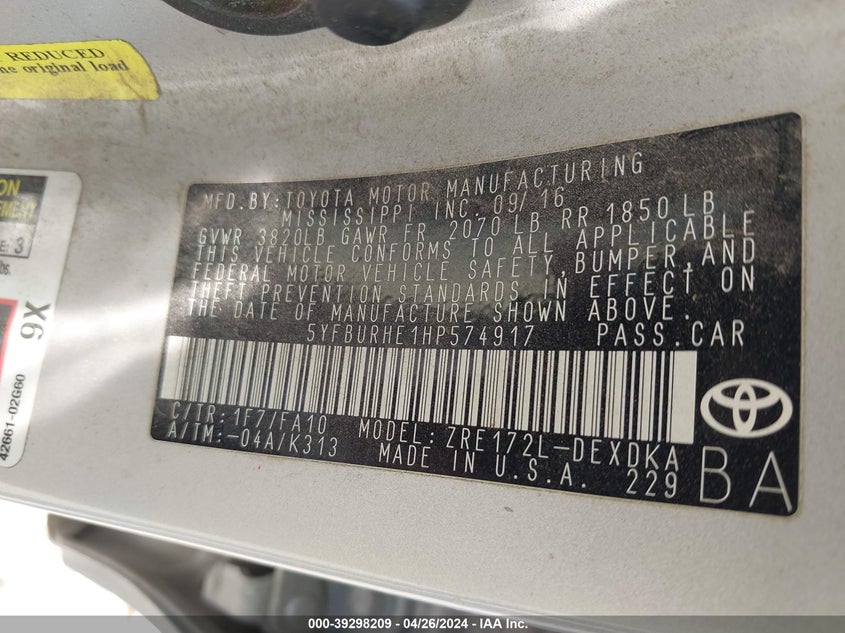 REDUCED
original load
ON
EMENT
E: 3
9X
42661-02G60
MFD.BY:TOYOTA MOTOR MANUFACTURING
MISSISSIPPI INC.09/16
GVWR 3820LB GAWR FR 2070 LB RR 1850 LB
THIS VEHICLE CONFORMS TO ALL APPLICABLE
FEDERAL MOTOR VEHICLE SAFETY,BUMPER,AND
THEFT PREVENTION STANDARDS IN EFFECT ON
THE DATE OF MANUFACTURE SHOWN ABOVE.
5YFBURHE1HP574917 PASS.CAR
C/TR:1F7/FA10 MODEL:ZRE172L-DEXDKA
A/TM:-04A/K313 MADE IN U.S.A. 229
BA
000-39298209 - 04/26/2024 - IAA Inc.